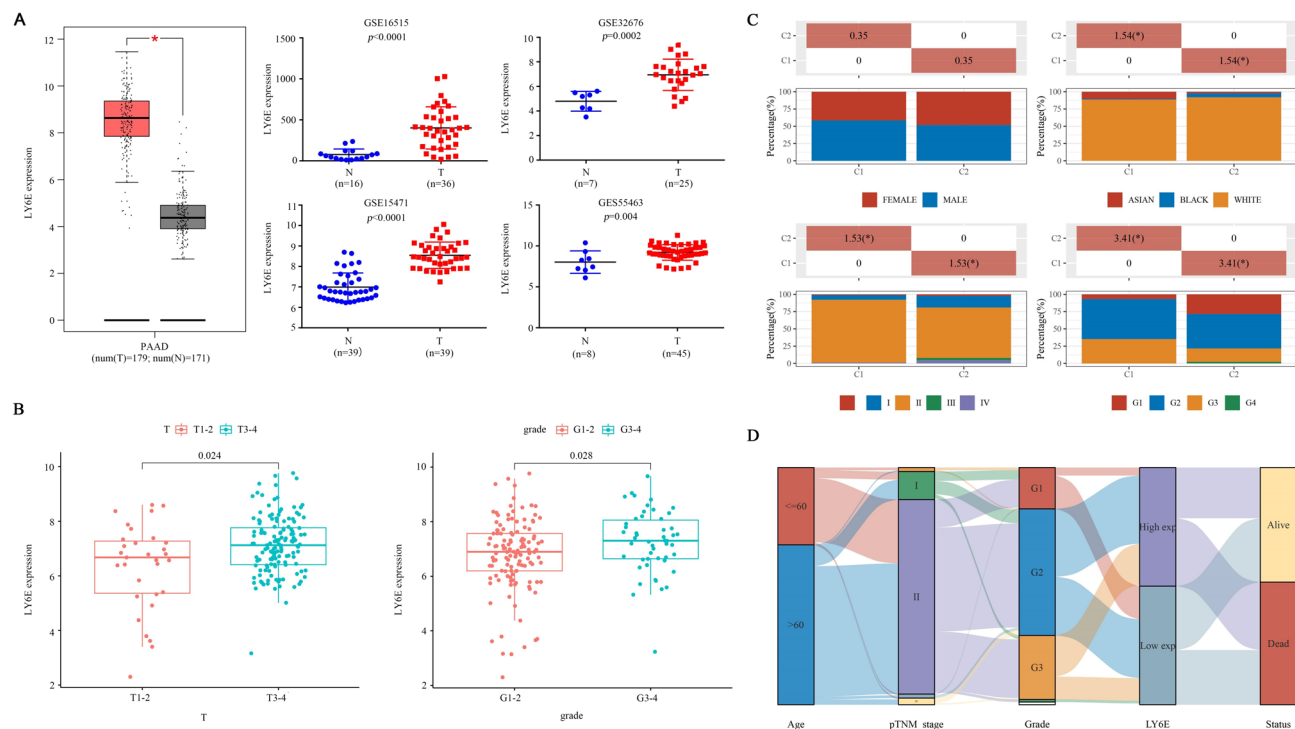 A
*
LY6E expression
12
10
8
6
4
2
0
PAAD
(num(T)=179; num(N)=171)
GSE16515
p<0.0001
LY6E expression
1500
1000
500
0
N
T
(n=16)
(n=36)
GSE32676
p=0.0002
LY6E expression
10
8
6
4
2
0
N
T
(n=7)
(n=25)
GSE15471
p<0.0001
LY6E expression
11
10
9
8
7
6
5
N
T
(n=39)
(n=39)
GES55463
p=0.004
LY6E expression
15
10
5
0
N
T
(n=8)
(n=45)
B
T T1-2 T3-4
0.024
LY6E expression
10
8
6
4
2
T1-2
T3-4
T
grade G1-2 G3-4
0.028
LY6E expression
10
8
6
4
2
G1-2
G3-4
grade
C
C2
0.35
0
C1
0
0.35
Percentage(%)
100
75
50
25
0
C1
C2
FEMALE MALE
C2
1.54(*)
0
C1
0
1.54(*)
Percentage(%)
100
75
50
25
0
C1
C2
ASIAN BLACK WHITE
C2
1.53(*)
0
C1
0
1.53(*)
Percentage(%)
100
75
50
25
0
C1
C2
I II III IV
C2
3.41(*)
0
C1
0
3.41(*)
Percentage(%)
100
75
50
25
0
C1
C2
G1 G2 G3 G4
D
<=60
>60
I
II
G1
G2
G3
High exp
Low exp
Alive
Dead
Age
pTNM_stage
Grade
LY6E
Status